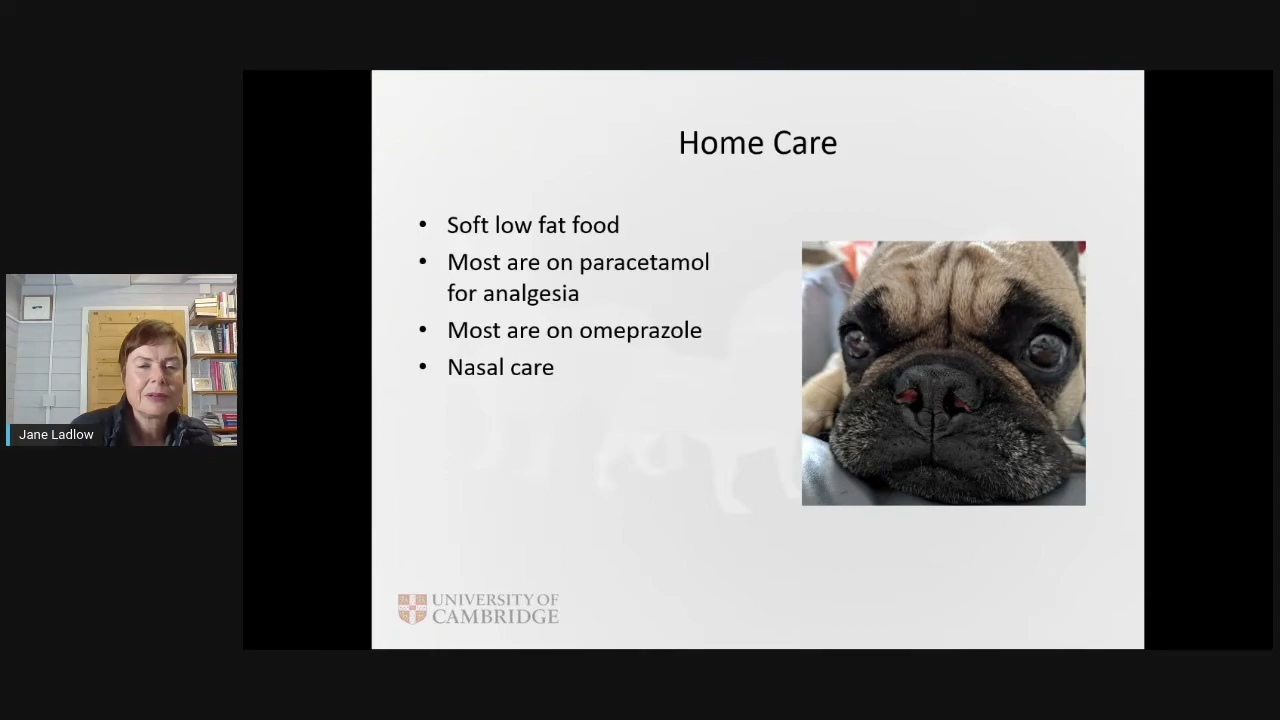 Home Care
• Soft low fat food
• Most are on paracetamol
for analgesia
• Most are on omeprazole
• Nasal care
Jane Ladlow
UNIVERSITY OF
CAMBRIDGE